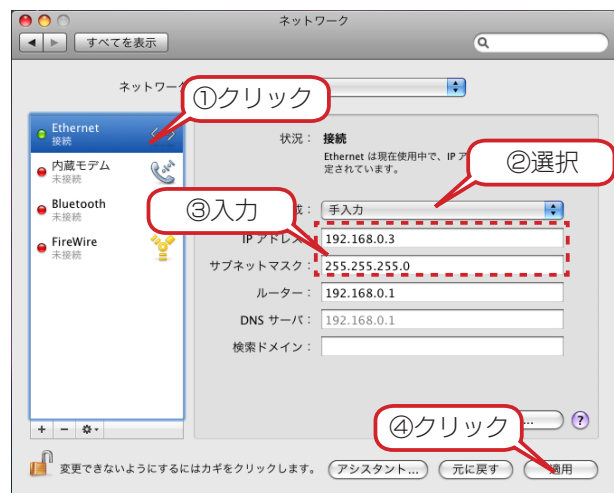 ネットワーク
すべてを表示
ネットワーク
①クリック
Ethernet
接続
内蔵モデム
未接続
Bluetooth
未接続
FireWire
未接続
状況： 接続
Ethernet は現在使用中で、IP ア
定されています。
②選択
③入力
成： 手入力
IP アドレス： 192.168.0.3
サブネットマスク： 255.255.255.0
ルーター： 192.168.0.1
DNS サーバ： 192.168.0.1
検索ドメイン：
④クリック
... ?
変更できないようにするにはカギをクリックします。 アシスタント... 元に戻す 適用